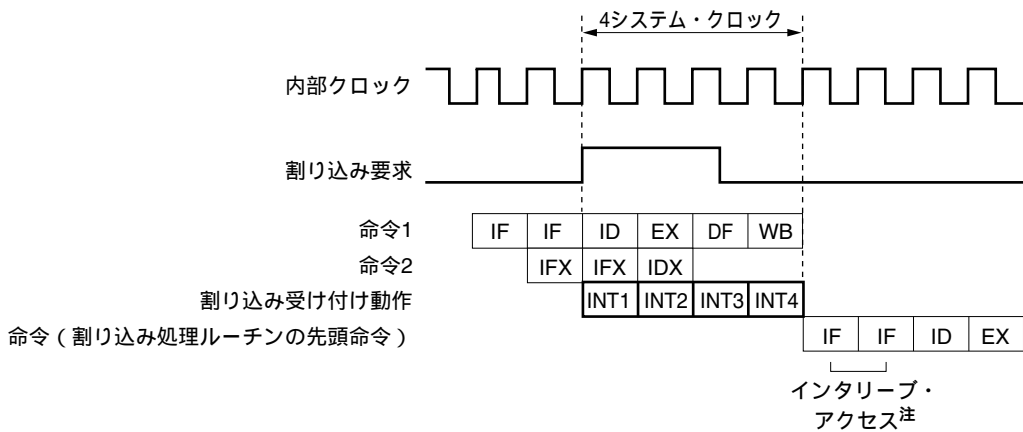 4システム・クロック
内部クロック
割り込み要求
命令1 IF IF ID EX DF WB
命令2 IFX IFX IDX
割り込み受け付け動作 INT1 INT2 INT3 INT4
命令（割り込み処理ルーチンの先頭命令） IF IF ID EX
インタリーブ・
アクセス注